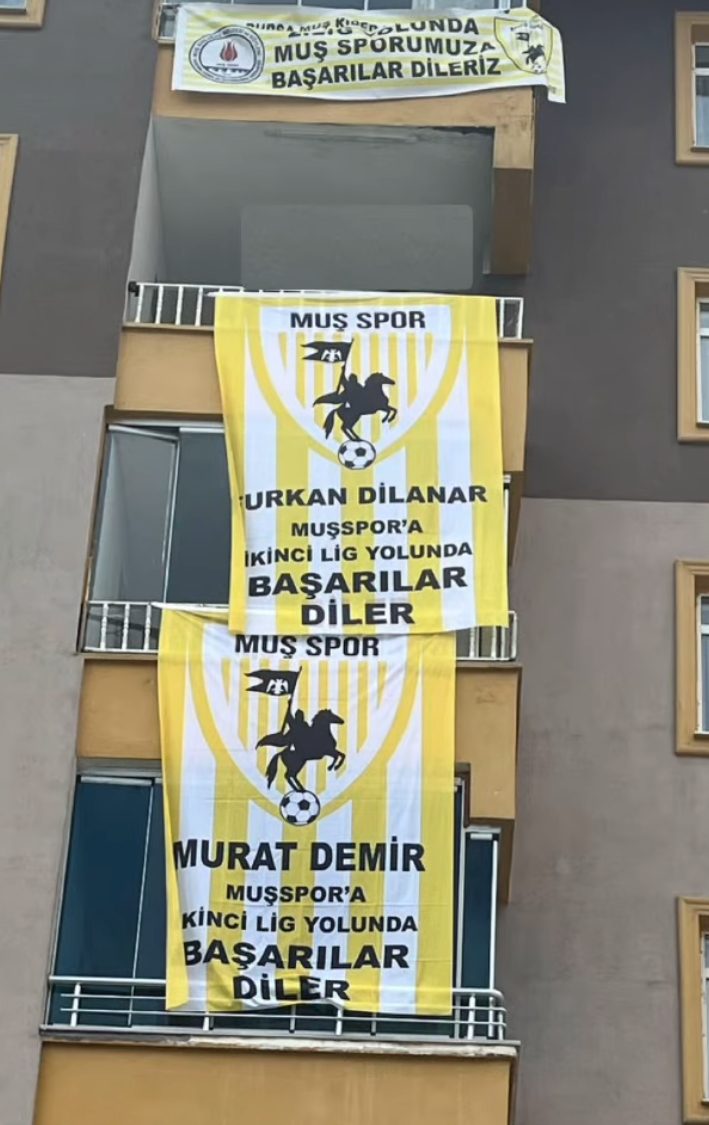 MUŞ SPORUMUZA
BAŞARILAR DİLERİZ
MUŞ SPOR
URKAN DİLANAR
MUŞSPOR'A
İKİNCİ LİG YOLUNDA
BAŞARILAR
DİLER
MUŞ SPOR
MURAT DEMİR
MUŞSPOR'A
KİNCİ LİG YOLUNDA
BAŞARILAR
DİLER